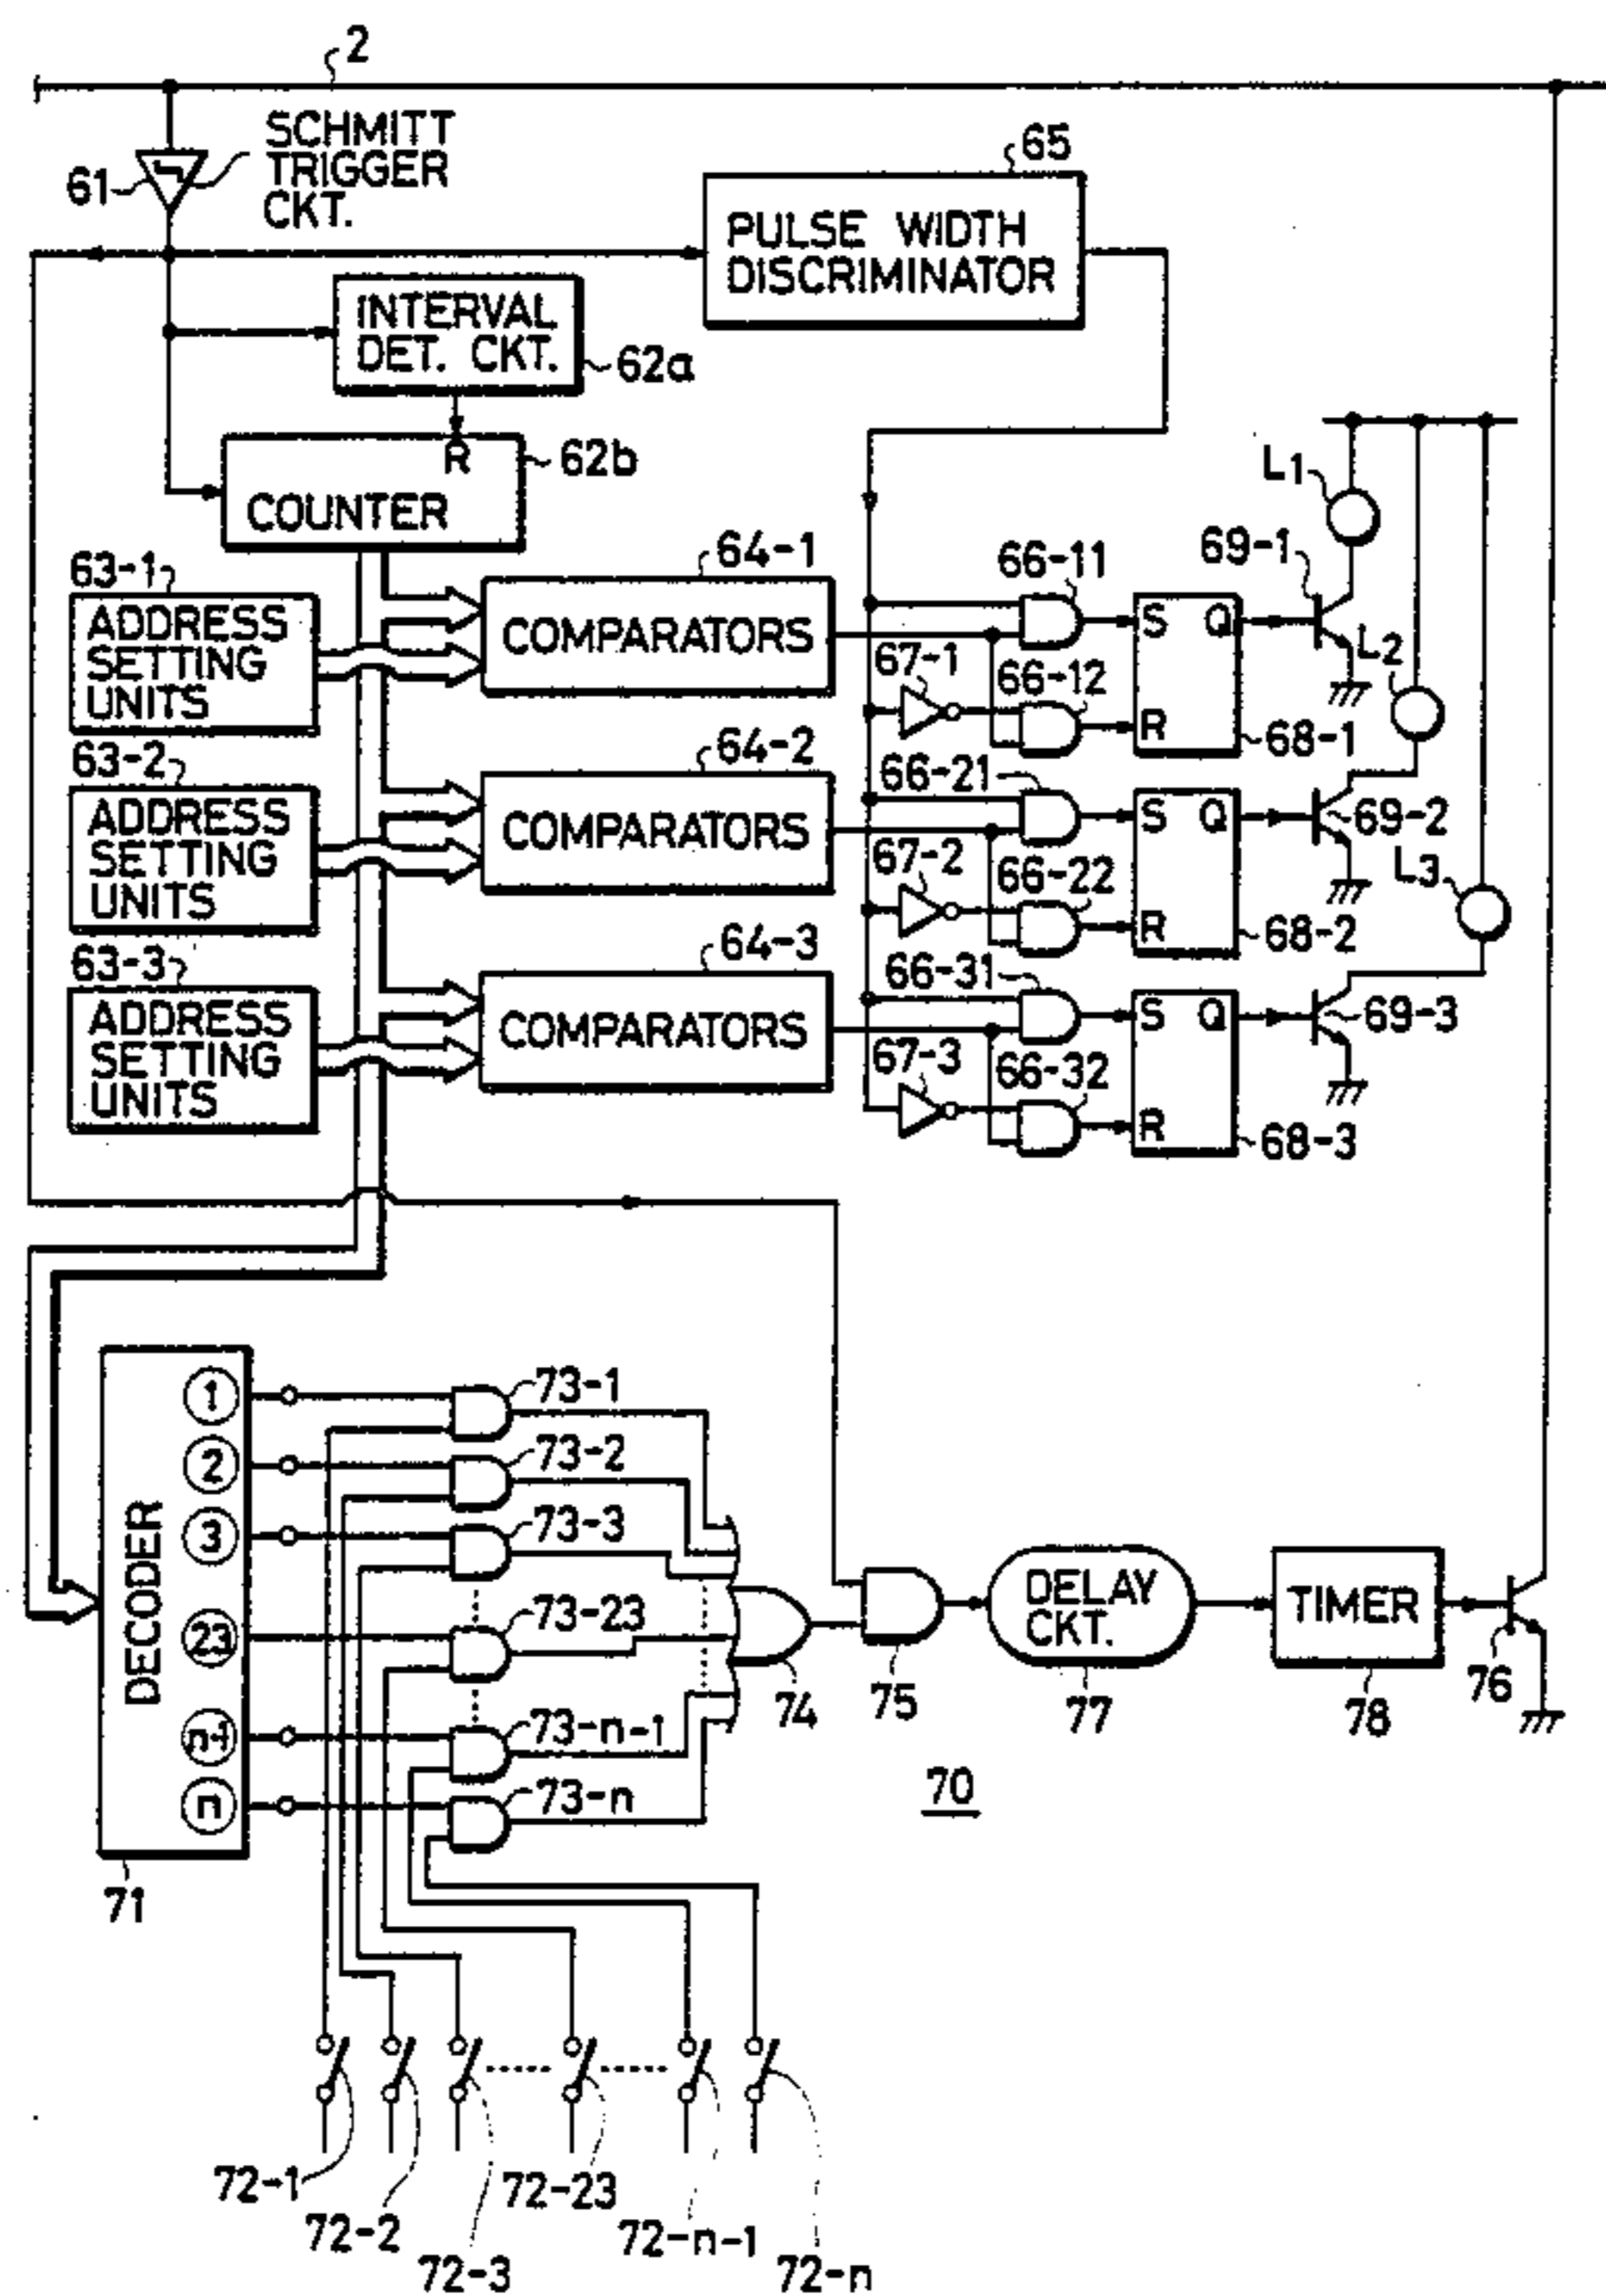 2
SCHMITT
TRIGGER
CKT.
61
65
PULSE WIDTH
DISCRIMINATOR
INTERVAL
DET. CKT.
62a
R
62b
COUNTER
L1
63-1
64-1
66-11
69-1
ADDRESS
SETTING
UNITS
COMPARATORS
S Q
L2
67-1
66-12
R
68-1
63-2
64-2
66-21
ADDRESS
SETTING
UNITS
COMPARATORS
S Q
69-2
67-2
66-22
L3
R
68-2
63-3
64-3
66-31
ADDRESS
SETTING
UNITS
COMPARATORS
S Q
69-3
67-3
66-32
R
68-3
DECODER
1
2
3
23
n-1
n
71
73-1
73-2
73-3
73-23
73-n-1
73-n
74
75
DELAY
CKT.
77
TIMER
78
76
70
72-1
72-2
72-3
72-23
72-n-1
72-n